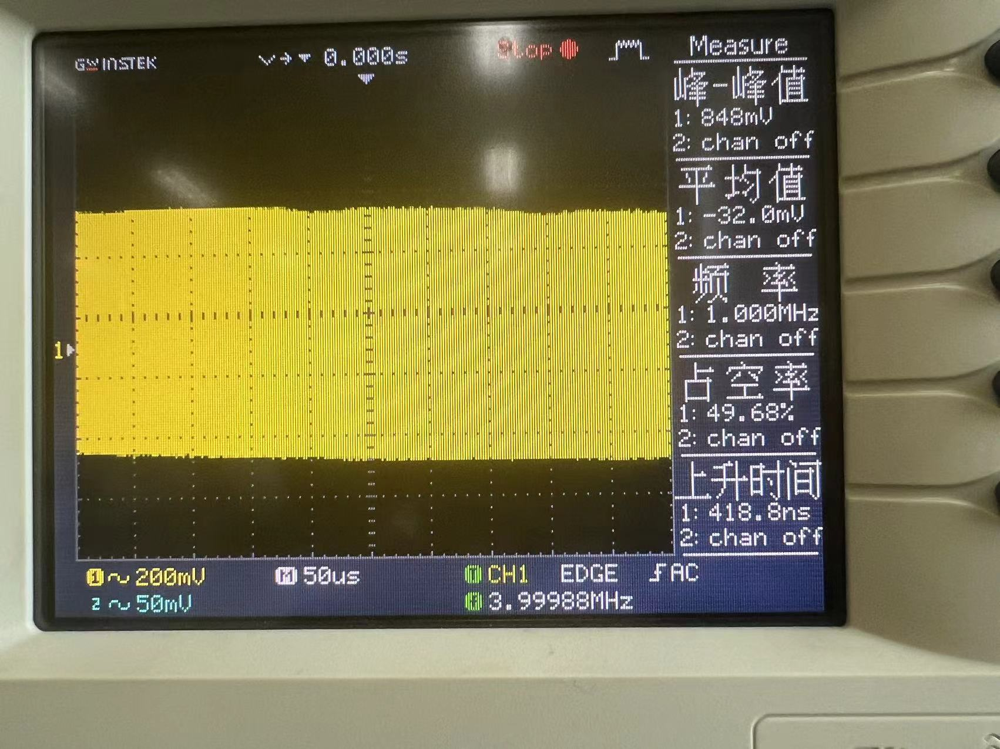 GWINSTEK
0.000s
Stop
Measure
峰-峰值
1: 848mV
2: chan off
平均值
1: -32.0mV
2: chan off
频 率
1: 1.000MHz
2: chan off
占空率
1: 49.68%
2: chan off
上升时间
1: 418.8ns
2: chan off
1
1 200mV
M 50us
CH1 EDGE AC
2 50mV
3.99988MHz